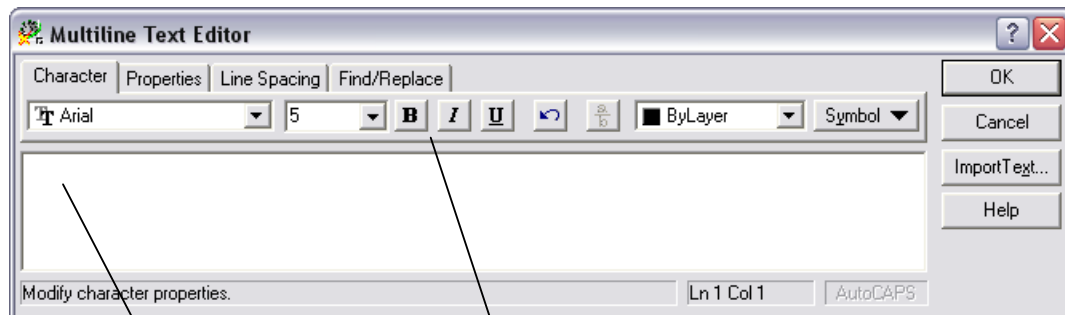 Multiline Text Editor
Character Properties Line Spacing Find/Replace OK
Arial 5 B I U a/b ByLayer Symbol Cancel
ImportText...
Help
Modify character properties. Ln 1 Col 1 AutoCAPS